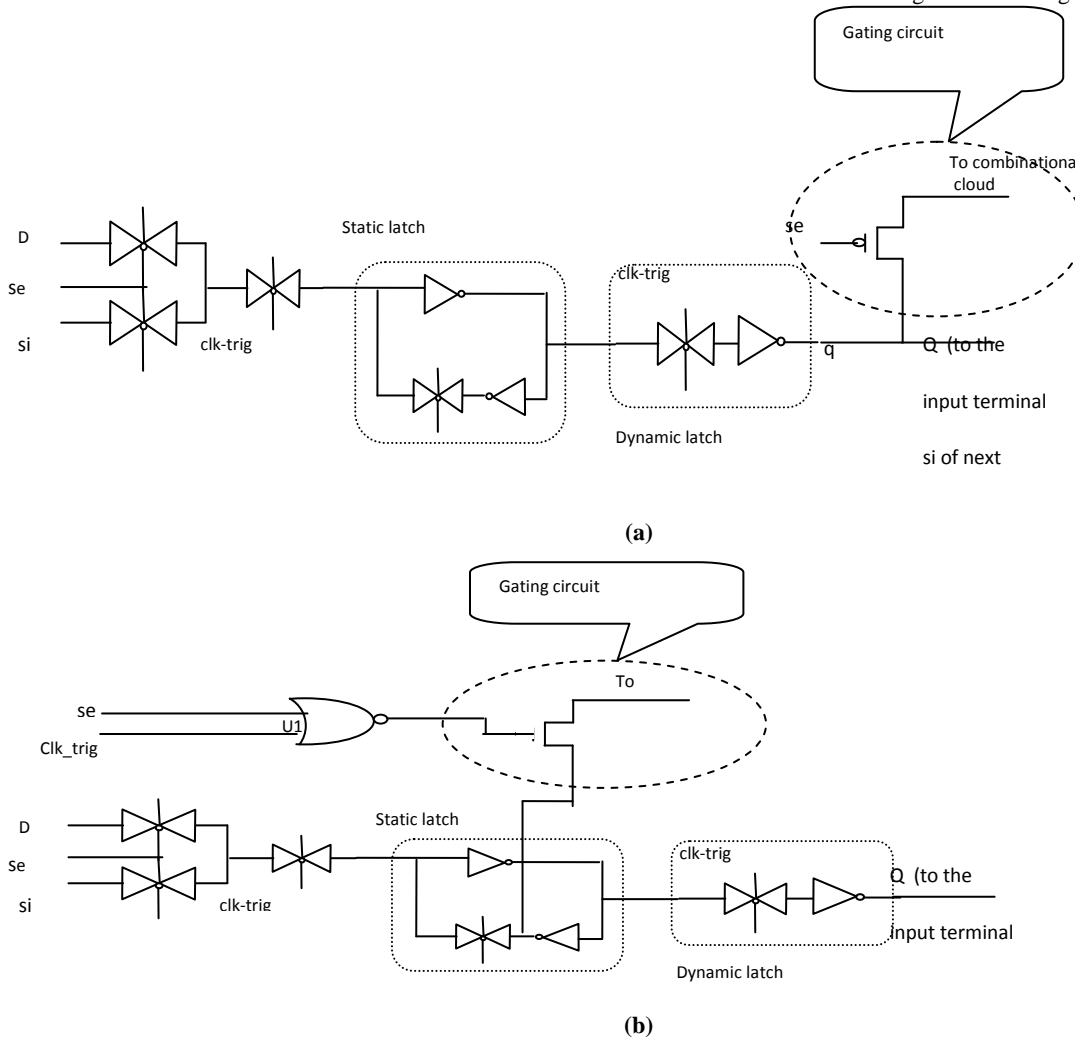 Gating circuit
To combinationa
cloud
se
D
se
si
clk-trig
Static latch
clk-trig
Dynamic latch
q
Q (to the
input terminal
si of next
(a)
Gating circuit
To
se
Clk_trig
U1
D
se
si
clk-trig
Static latch
clk-trig
Dynamic latch
Q (to the
input terminal
(b)